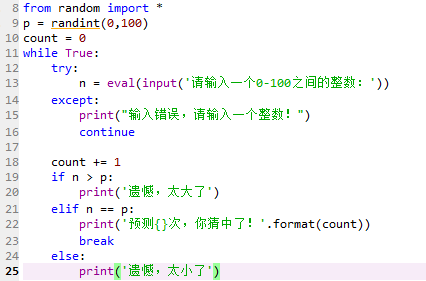 8 from random import *
9 p = randint(0,100)
10 count = 0
11 while True:
12     try:
13         n = eval(input('请输入一个0-100之间的整数：'))
14     except:
15         print("输入错误，请输入一个整数！")
16         continue
17
18     count += 1
19     if n > p:
20         print('遗憾，太大了')
21     elif n == p:
22         print('预测{}次，你猜中了！'.format(count))
23         break
24     else:
25         print('遗憾，太小了')